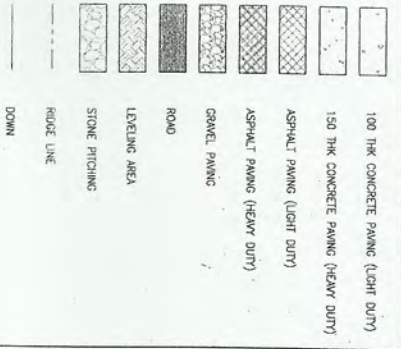 100 THK CONCRETE PAVING (LIGHT DUTY)
150 THK CONCRETE PAVING (HEAVY DUTY)
ASPHALT PAVING (LIGHT DUTY)
ASPHALT PAVING (HEAVY DUTY)
GRAVEL PAVING
ROAD
LEVELING AREA
STONE PITCHING
RIDGE LINE
DOWN